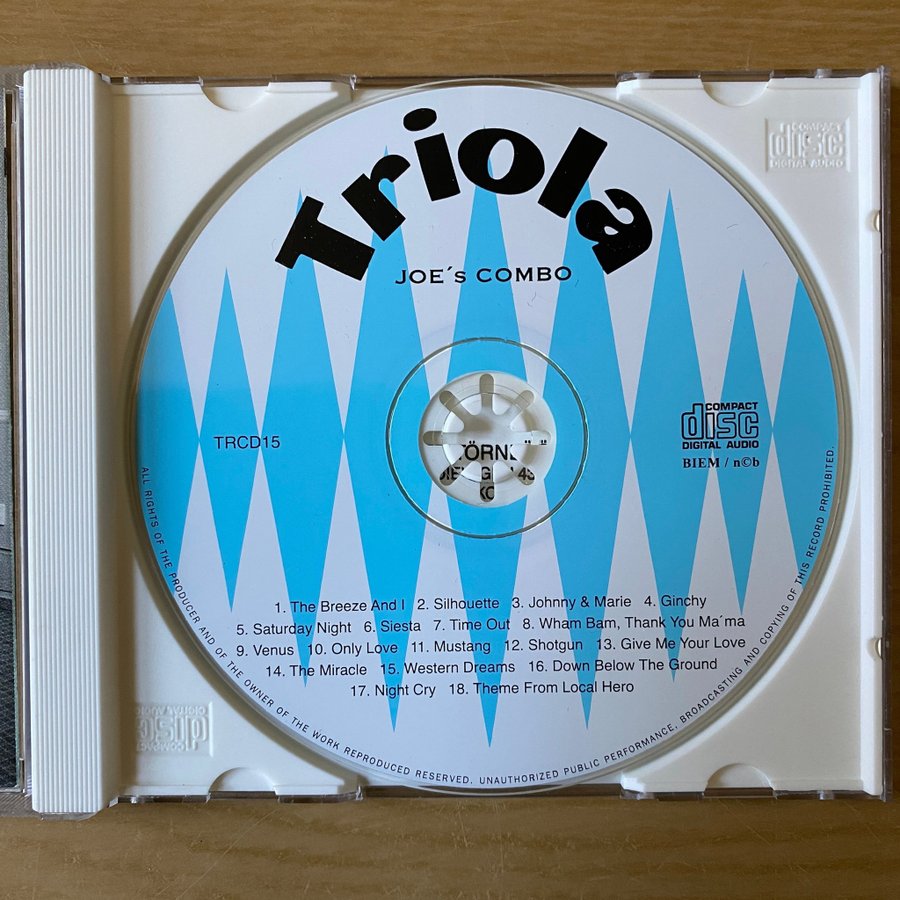 Triola
JOE´s COMBO
TRCD15
COMPACT
disc
DIGITAL AUDIO
BIEM / n©b
1. The Breeze And I 2. Silhouette 3. Johnny & Marie 4. Ginchy
5. Saturday Night 6. Siesta 7. Time Out 8. Wham Bam, Thank You Ma´ma
9. Venus 10. Only Love 11. Mustang 12. Shotgun 13. Give Me Your Love
14. The Miracle 15. Western Dreams 16. Down Below The Ground
17. Night Cry 18. Theme From Local Hero
ALL RIGHTS OF THE PRODUCER AND OF THE OWNER OF THE WORK REPRODUCED RESERVED. UNAUTHORIZED PUBLIC PERFORMANCE, BROADCASTING AND COPYING OF THIS RECORD PROHIBITED.
COMPACT
disc
DIGITAL AUDIO
COMPACT
disc
DIGITAL AUDIO